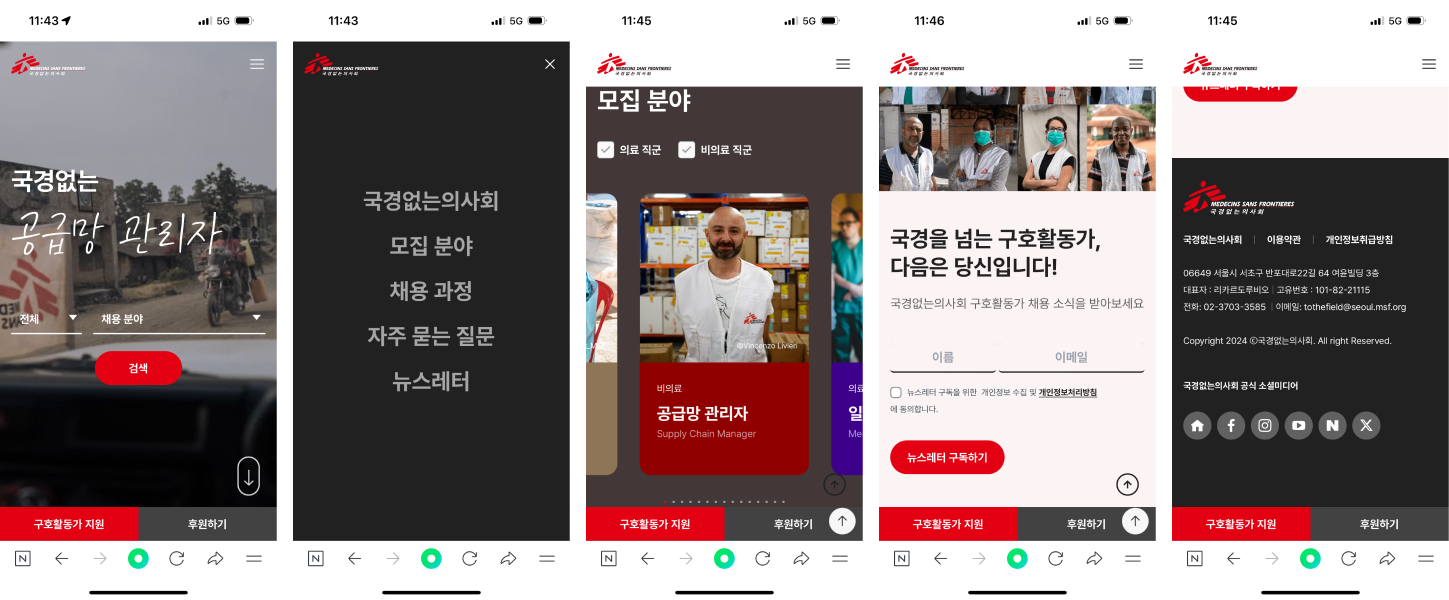 11:43
5G
MEDECINS SANS FRONTIERES
국경없는의사회
국경없는
공급망 관리자
전체
채용 분야
검색
구호활동가 지원
후원하기
N
11:43
5G
MEDECINS SANS FRONTIERES
국경없는의사회
국경없는의사회
모집 분야
채용 과정
자주 묻는 질문
뉴스레터
N
11:45
5G
MEDECINS SANS FRONTIERES
국경없는의사회
모집 분야
의료 직군
비의료 직군
©Vincenzo Livieri
비의료
공급망 관리자
Supply Chain Manager
의료
일
Me
구호활동가 지원
후원하기
N
11:46
5G
MEDECINS SANS FRONTIERES
국경없는의사회
국경을 넘는 구호활동가,
다음은 당신입니다!
국경없는의사회 구호활동가 채용 소식을 받아보세요
이름
이메일
뉴스레터 구독을 위한 개인정보 수집 및 개인정보처리방침
에 동의합니다.
뉴스레터 구독하기
구호활동가 지원
후원하기
N
11:45
5G
MEDECINS SANS FRONTIERES
국경없는의사회
뉴스레터 구독하기
MEDECINS SANS FRONTIERES
국경없는의사회
국경없는의사회 | 이용약관 | 개인정보취급방침
06649 서울시 서초구 반포대로22길 64 여운빌딩 3층
대표자 : 리카르도루비오 | 고유번호 : 101-82-21115
전화: 02-3703-3585 | 이메일: tothefield@seoul.msf.org
Copyright 2024 ⓒ국경없는의사회. All right Reserved.
국경없는의사회 공식 소셜미디어
N
구호활동가 지원
후원하기
N